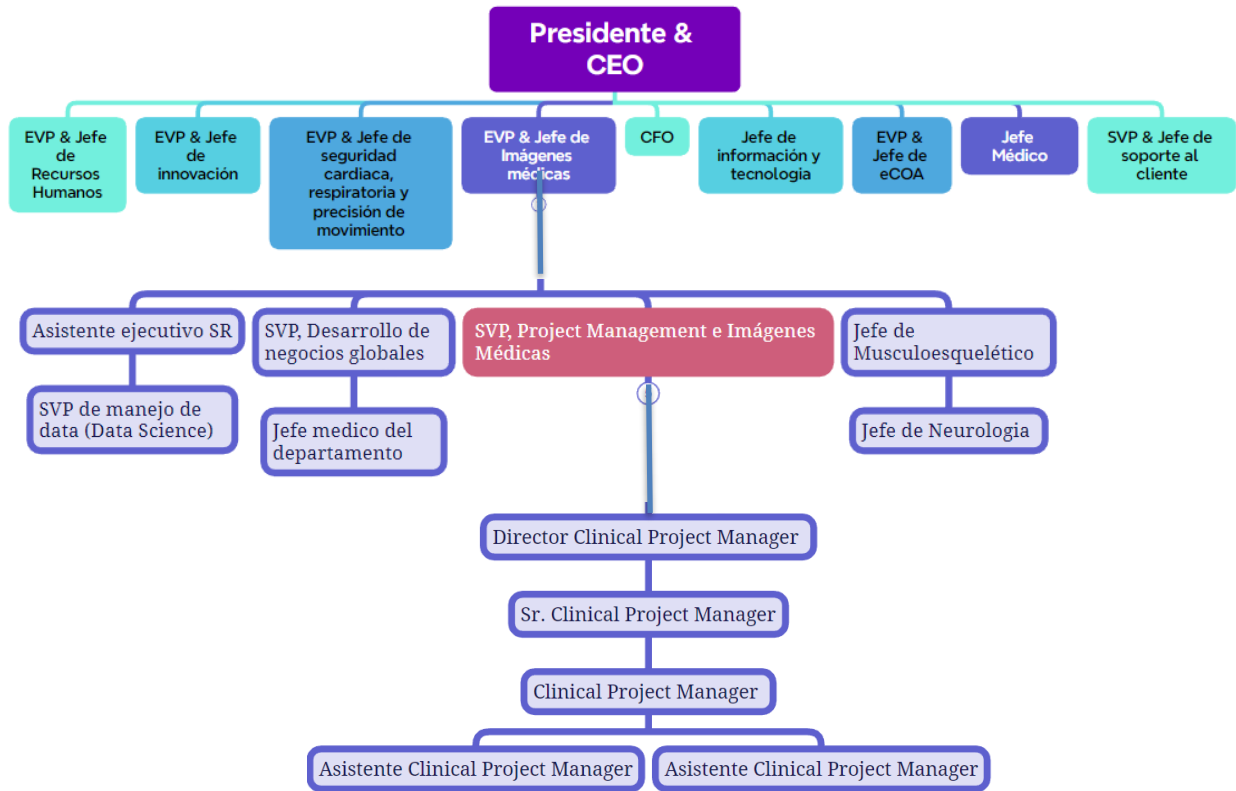 Presidente &
CEO
EVP & Jefe
de
Recursos
Humanos
EVP & Jefe
de
innovación
EVP & Jefe de
seguridad
cardiaca,
respiratoria y
precisión de
movimiento
EVP & Jefe de
Imágenes
médicas
CFO
Jefe de
información y
tecnologia
EVP &
Jefe de
eCOA
Jefe
Médico
SVP & Jefe de
soporte al
cliente
Asistente ejecutivo SR
SVP, Desarrollo de
negocios globales
SVP, Project Management e Imágenes
Médicas
Jefe de
Musculoesquelético
SVP de manejo de
data (Data Science)
Jefe medico del
departamento
Jefe de Neurologia
Director Clinical Project Manager
Sr. Clinical Project Manager
Clinical Project Manager
Asistente Clinical Project Manager
Asistente Clinical Project Manager